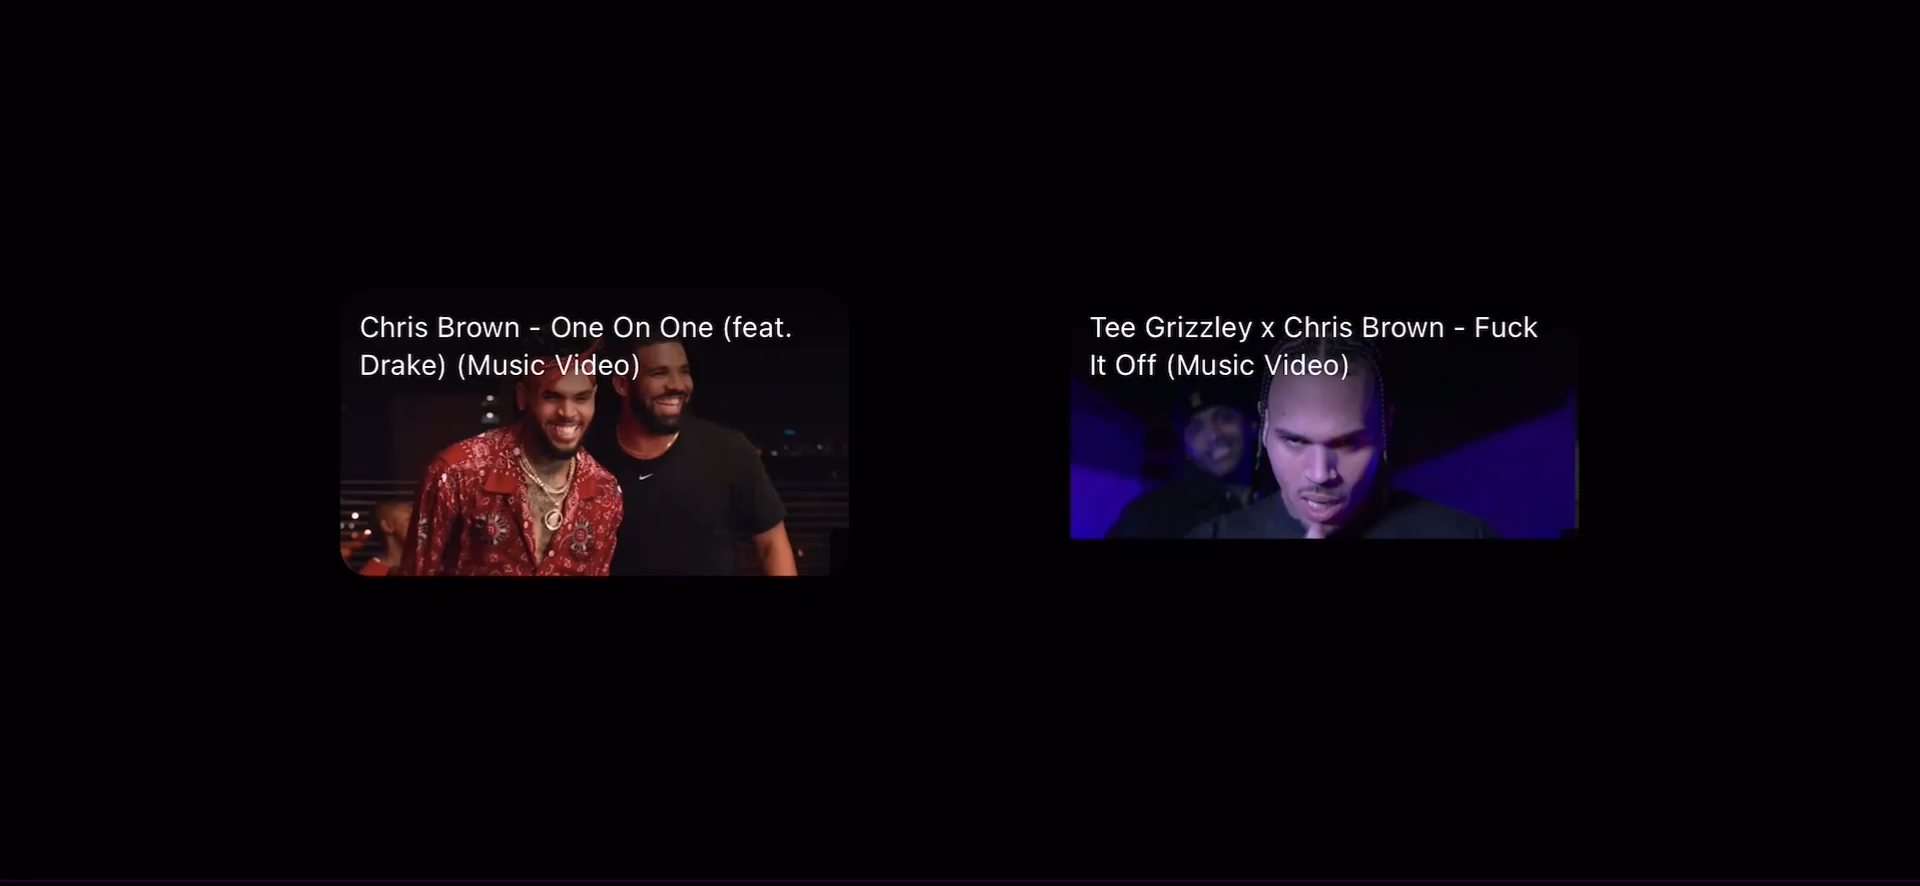 Chris Brown - One On One (feat.
Drake) (Music Video)
Tee Grizzley x Chris Brown - Fuck
It Off (Music Video)